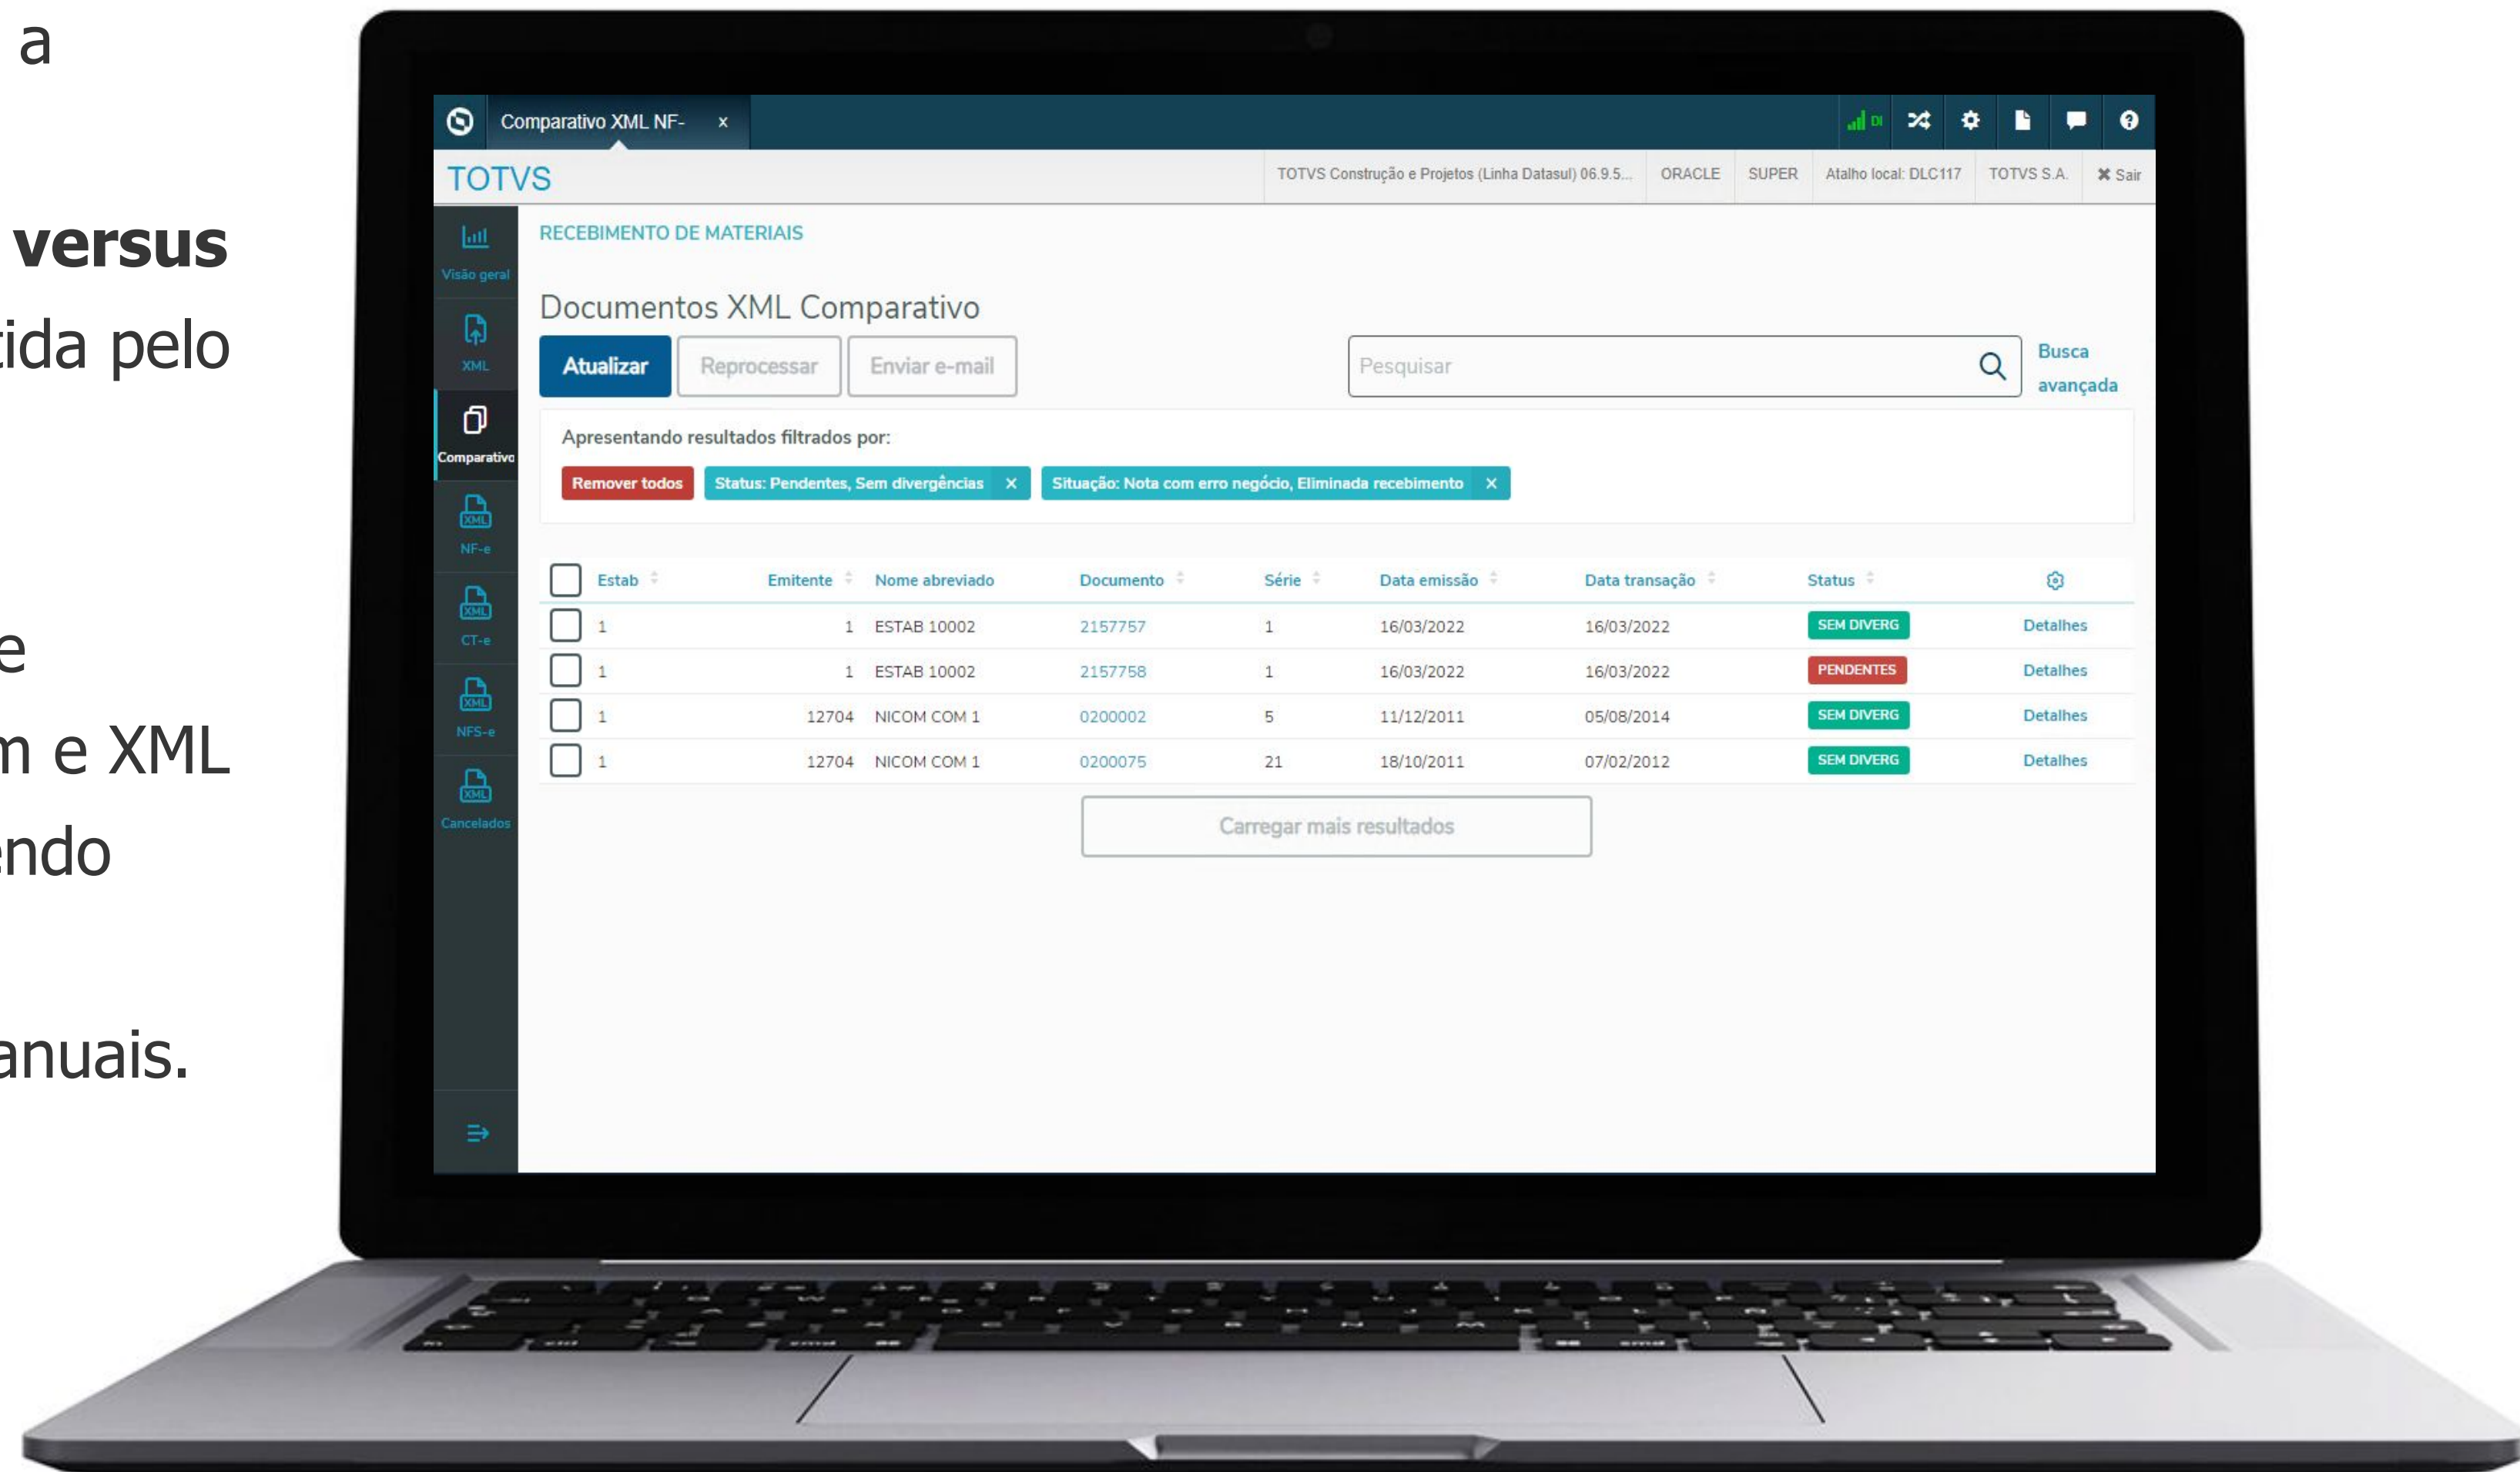 a
versus
tida pelo
e
m e XML
endo
anuais.
Comparativo XML NF- x
DI
TOTVS
TOTVS Construção e Projetos (Linha Datasul) 06.9.5... ORACLE SUPER Atalho local: DLC117 TOTVS S.A. ✖ Sair
Visão geral
XML
Comparativo
XML
NF-e
XML
CT-e
XML
NFS-e
XML
Cancelados
RECEBIMENTO DE MATERIAIS
Documentos XML Comparativo
Atualizar Reprocessar Enviar e-mail Pesquisar Busca
avançada
Apresentando resultados filtrados por:
Remover todos Status: Pendentes, Sem divergências × Situação: Nota com erro negócio, Eliminada recebimento ×
Estab Emitente Nome abreviado Documento Série Data emissão Data transação Status
1 1 ESTAB 10002 2157757 1 16/03/2022 16/03/2022 SEM DIVERG Detalhes
1 1 ESTAB 10002 2157758 1 16/03/2022 16/03/2022 PENDENTES Detalhes
1 12704 NICOM COM 1 0200002 5 11/12/2011 05/08/2014 SEM DIVERG Detalhes
1 12704 NICOM COM 1 0200075 21 18/10/2011 07/02/2012 SEM DIVERG Detalhes
Carregar mais resultados